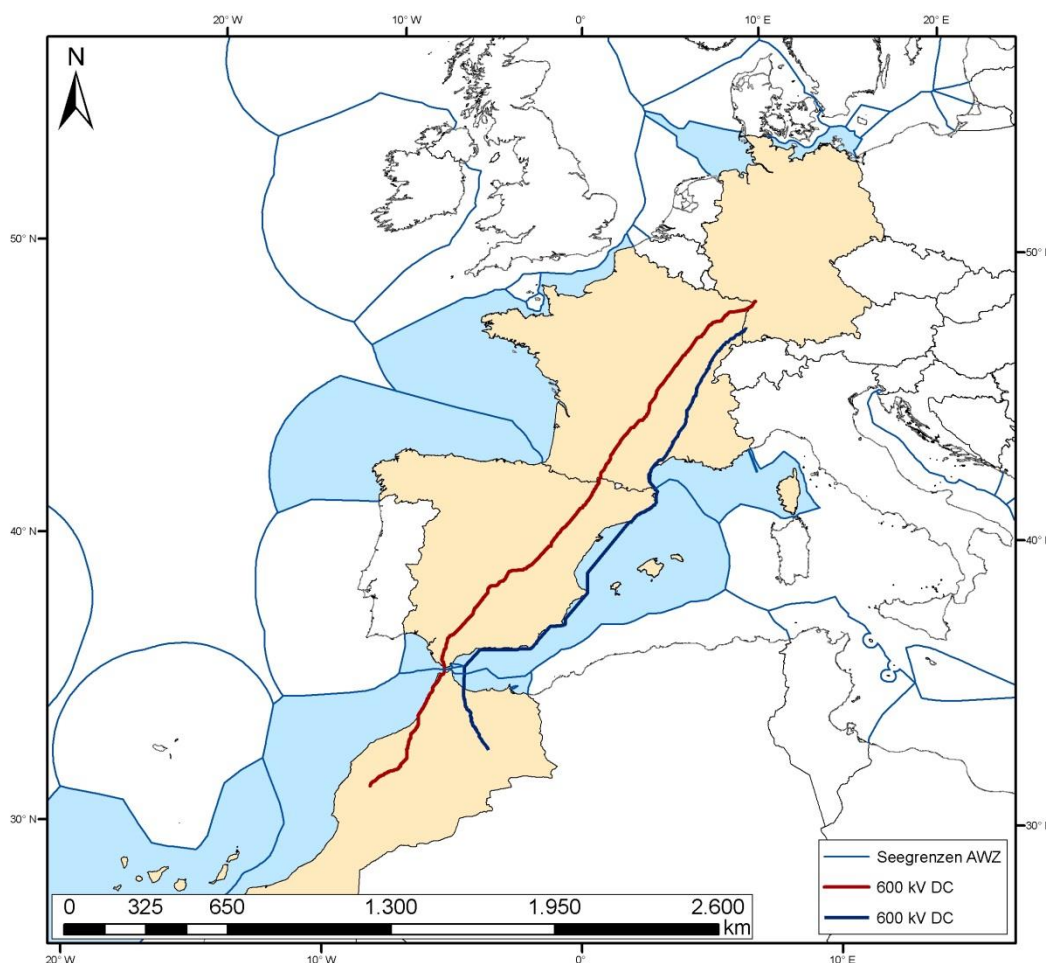 20° W 10° W 0° 10° E 20° E
N
50° N 50° N
40° N 40° N
30° N 30° N
Seegrenzen AWZ
600 kV DC
600 kV DC
0 325 650 1.300 1.950 2.600
km
20° W 10° W 0° 10° E